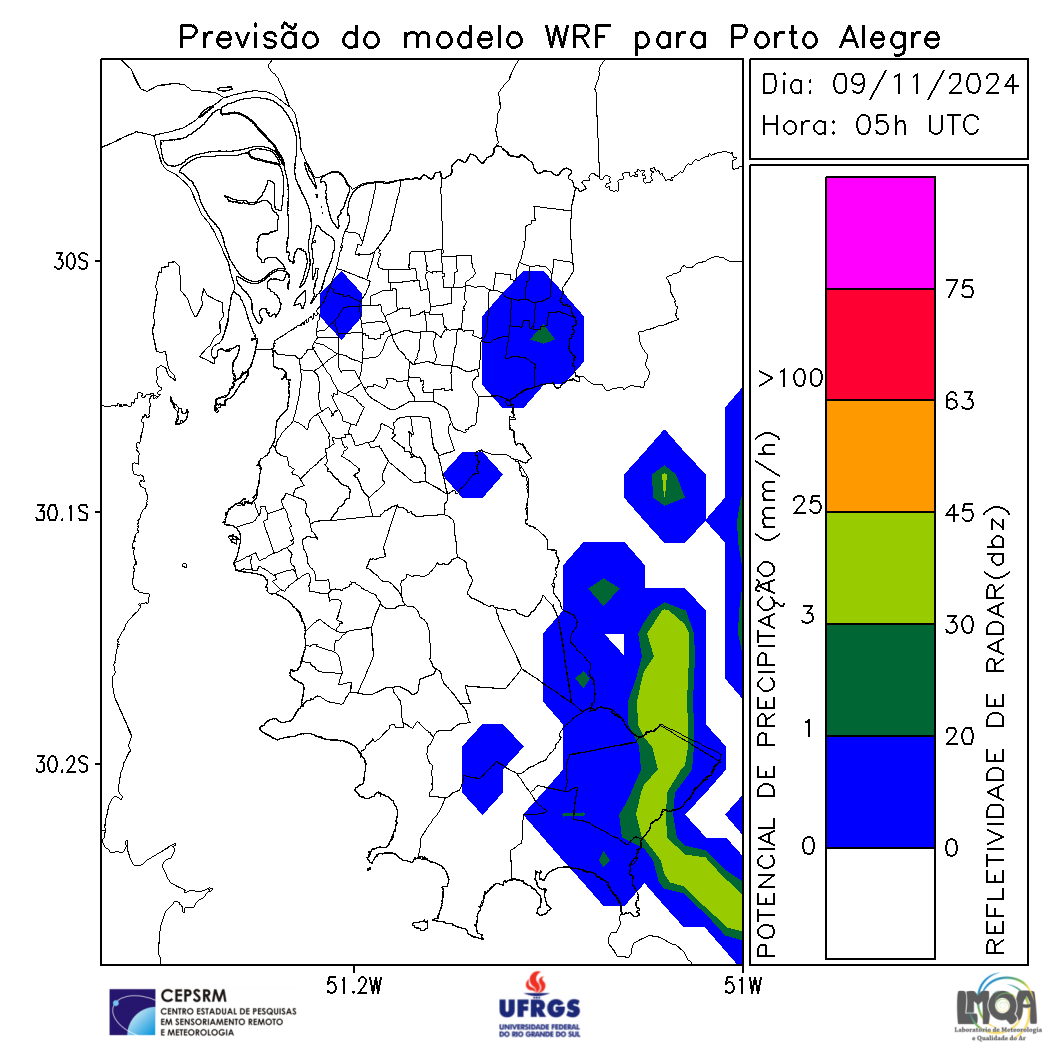 Previsão do modelo WRF para Porto Alegre
Dia: 09/11/2024
Hora: 05h UTC
30S
30.1S
30.2S
51.2W
51W
POTENCIAL DE PRECIPITAÇÃO (mm/h)
>100
25
3
1
0
75
63
45
30
20
0
REFLETIVIDADE DE RADAR(dbz)
CEPSRM
CENTRO ESTADUAL DE PESQUISAS
EM SENSORIAMENTO REMOTO
E METEOROLOGIA
UFRGS
UNIVERSIDADE FEDERAL
DO RIO GRANDE DO SUL
LMQA
Laboratório de Meteorologia
e Qualidade do Ar